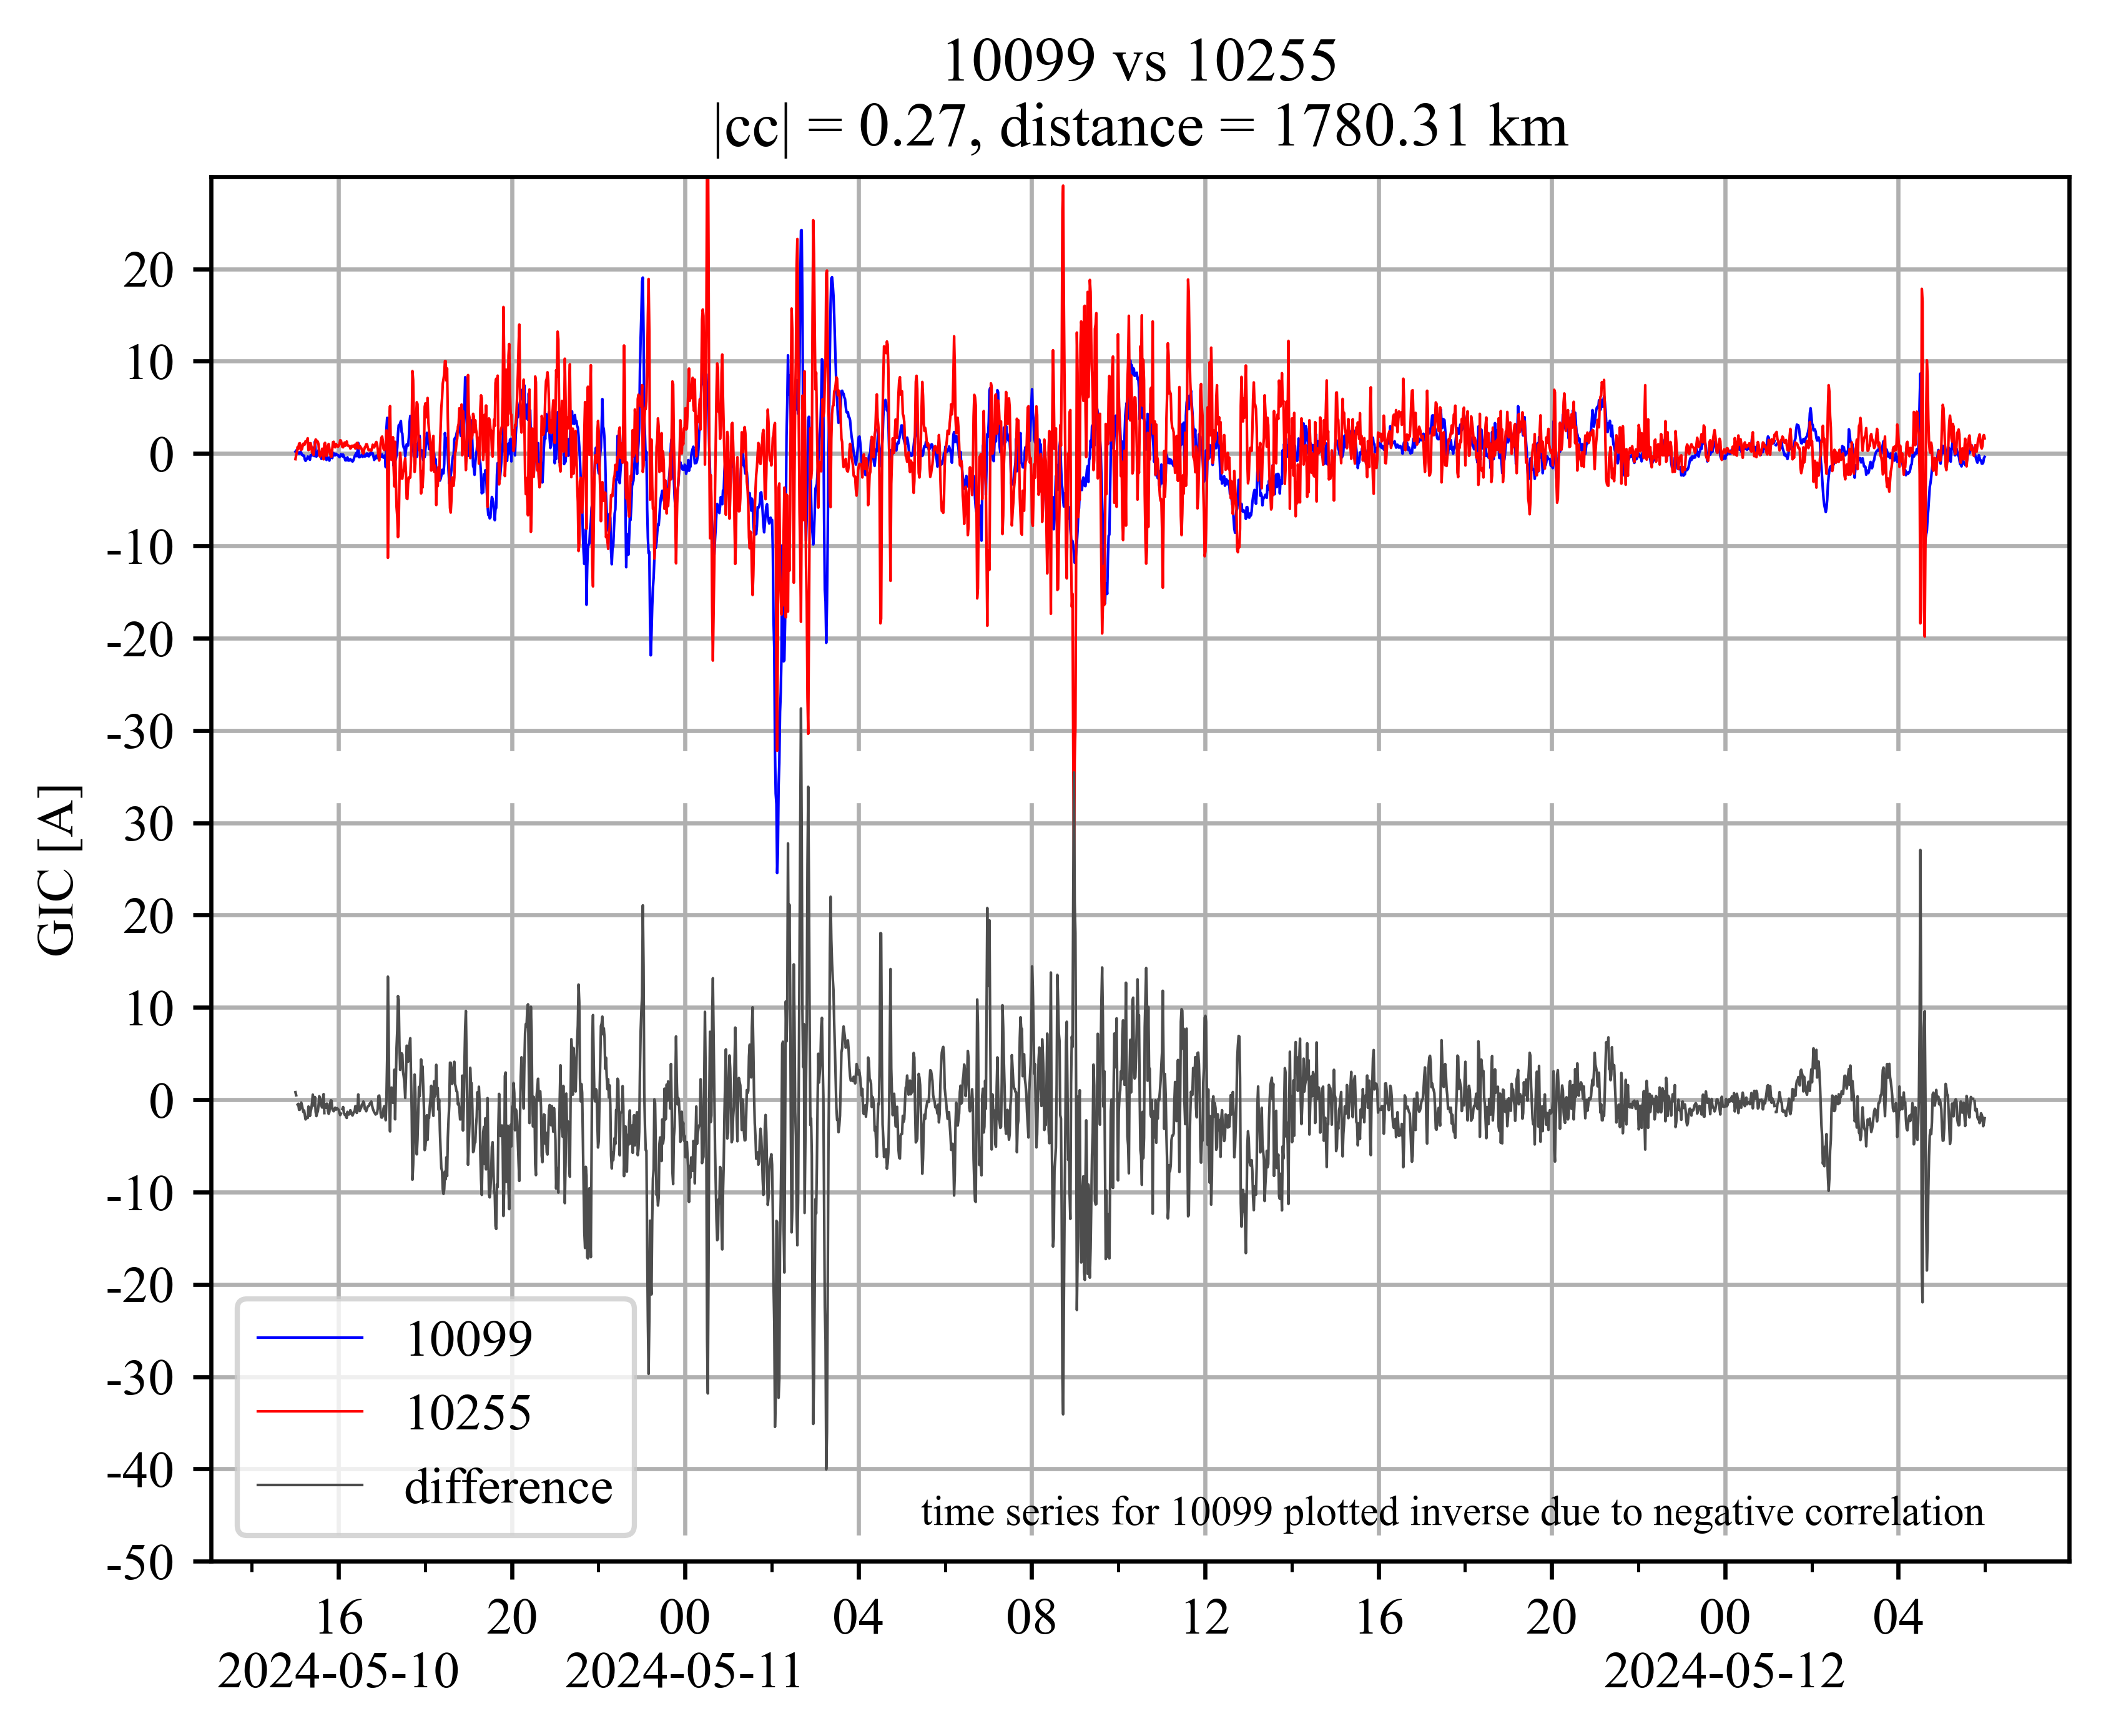 10099 vs 10255
|cc| = 0.27, distance = 1780.31 km
20
10
0
-10
-20
-30
30
20
10
0
-10
-20
-30
-40
-50
GIC [A]
10099
10255
difference
time series for 10099 plotted inverse due to negative correlation
16 20 00 04 08 12 16 20 00 04
2024-05-10 2024-05-11 2024-05-12